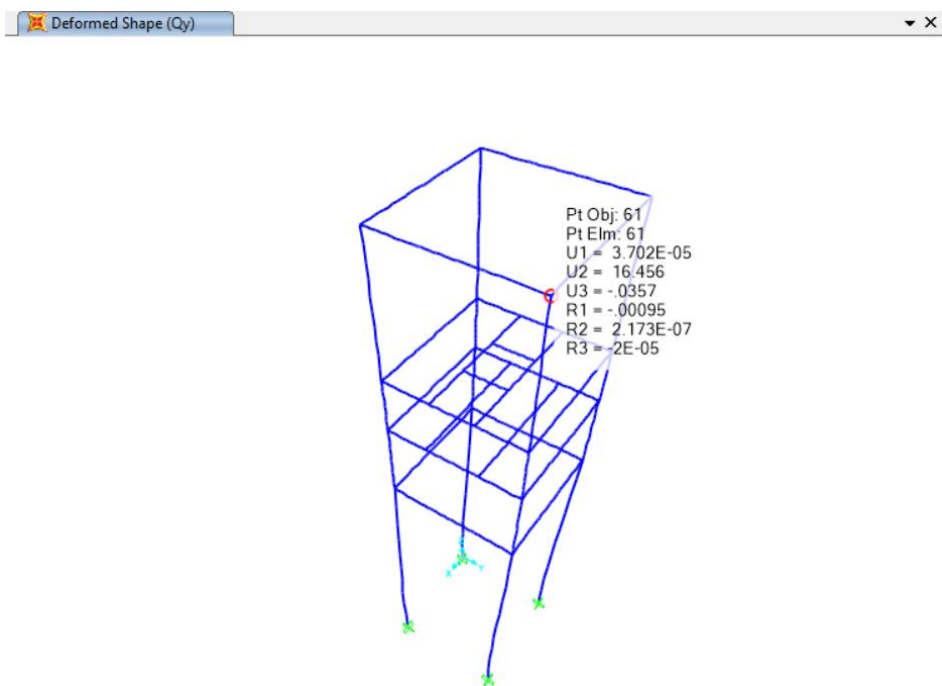 Deformed Shape (Qy)
Pt Obj: 61
Pt Elm: 61
U1 = 3.702E-05
U2 = 16.456
U3 = -.0357
R1 = -.00095
R2 = 2.173E-07
R3 = -2E-05
X
Y